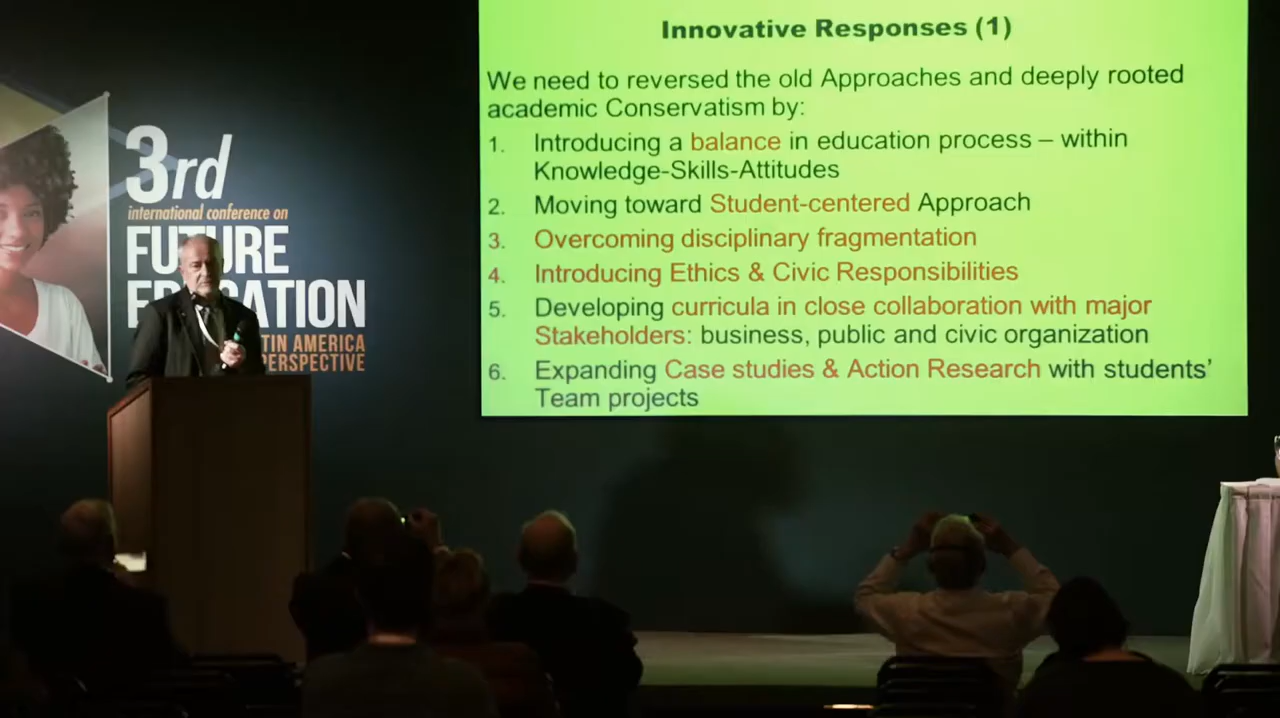 3rd
international conference on
FUTURE
EDUCATION
TIN AMERICA
PERSPECTIVE
Innovative Responses (1)
We need to reversed the old Approaches and deeply rooted
academic Conservatism by:
1. Introducing a balance in education process – within
Knowledge-Skills-Attitudes
2. Moving toward Student-centered Approach
3. Overcoming disciplinary fragmentation
4. Introducing Ethics & Civic Responsibilities
5. Developing curricula in close collaboration with major
Stakeholders: business, public and civic organization
6. Expanding Case studies & Action Research with students’
Team projects